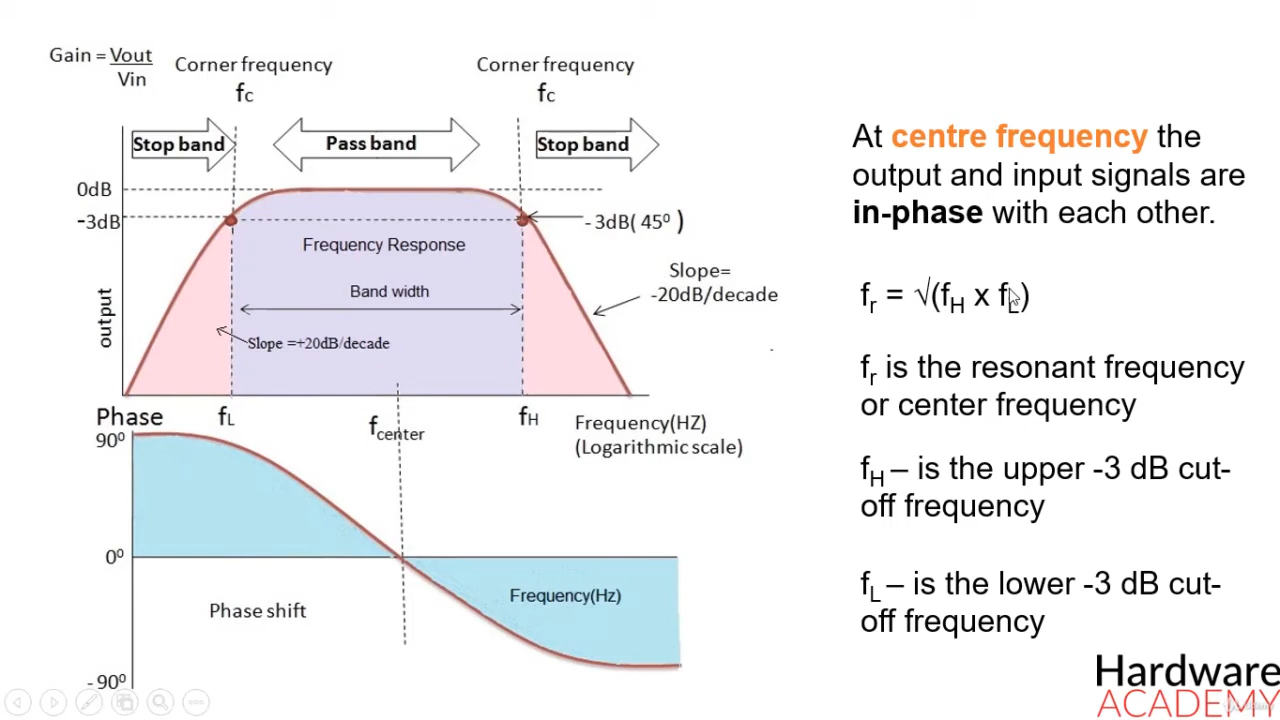 Gain = Vout
Vin
Corner frequency
fc
Corner frequency
fc
Stop band
Pass band
Stop band
0dB
-3dB
- 3dB( 45⁰ )
Frequency Response
Slope=
-20dB/decade
Band width
output
Slope =+20dB/decade
Phase
fL
fcenter
fH
Frequency(HZ)
(Logarithmic scale)
90⁰
0⁰
Frequency(Hz)
Phase shift
- 90⁰
At centre frequency the
output and input signals are
in-phase with each other.
fr = √(fH x fL)
fr is the resonant frequency
or center frequency
fH – is the upper -3 dB cut-
off frequency
fL – is the lower -3 dB cut-
off frequency
Hardware
ACADEMY